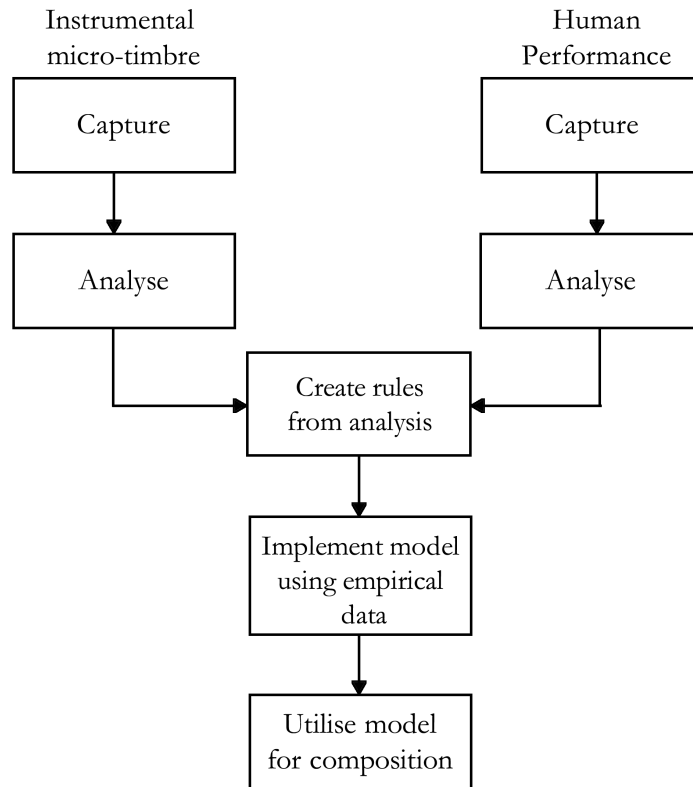 Instrumental
micro-timbre
Capture
Analyse
Human
Performance
Capture
Analyse
Create rules
from analysis
Implement model
using empirical
data
Utilise model
for composition